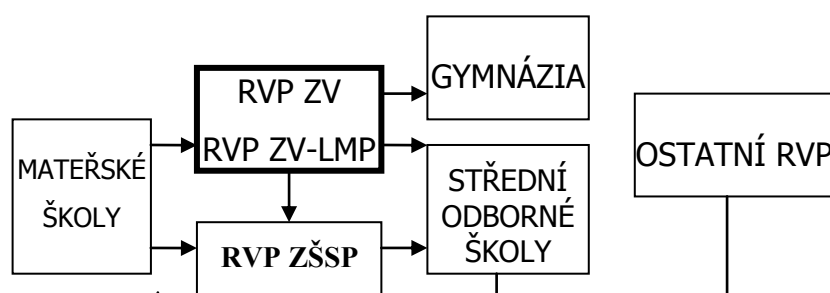 MATEŘSKÉ
ŠKOLY
RVP ZV
RVP ZV-LMP
RVP ZŠSP
GYMNÁZIA
STŘEDNÍ
ODBORNÉ
ŠKOLY
OSTATNÍ RVP